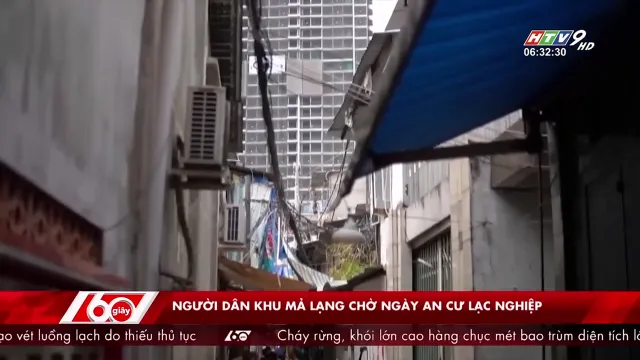 HTV9 HD
06:32:30
60 giây
NGƯỜI DÂN KHU MẢ LẠNG CHỜ NGÀY AN CƯ LẠC NGHIỆP
ạo vét luồng lạch do thiếu thủ tục 60 giây Cháy rừng, khói lớn cao hàng chục mét bao trùm diện tích l